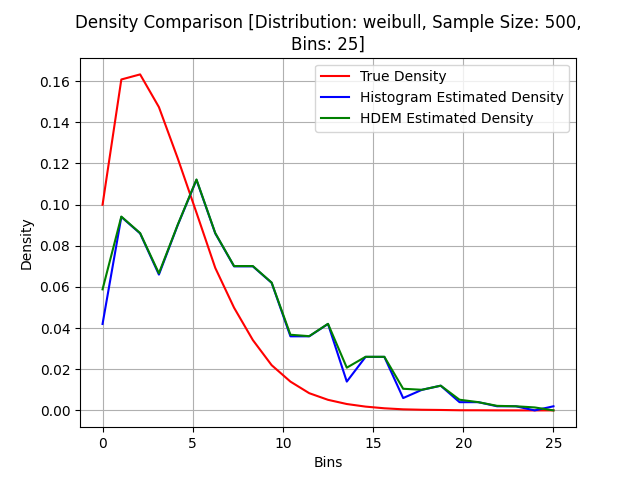 Density Comparison [Distribution: weibull, Sample Size: 500,
Bins: 25]
True Density
Histogram Estimated Density
HDEM Estimated Density
Density
0.16
0.14
0.12
0.10
0.08
0.06
0.04
0.02
0.00
0 5 10 15 20 25
Bins